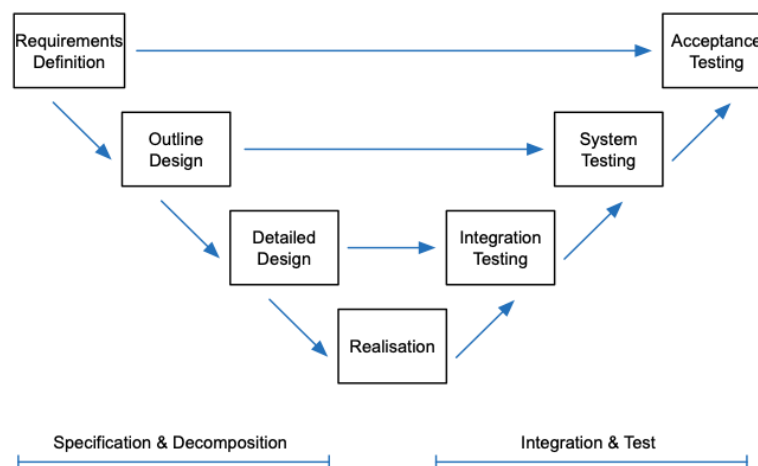 Requirements
Definition
Acceptance
Testing
Outline
Design
System
Testing
Detailed
Design
Integration
Testing
Realisation
Specification & Decomposition
Integration & Test